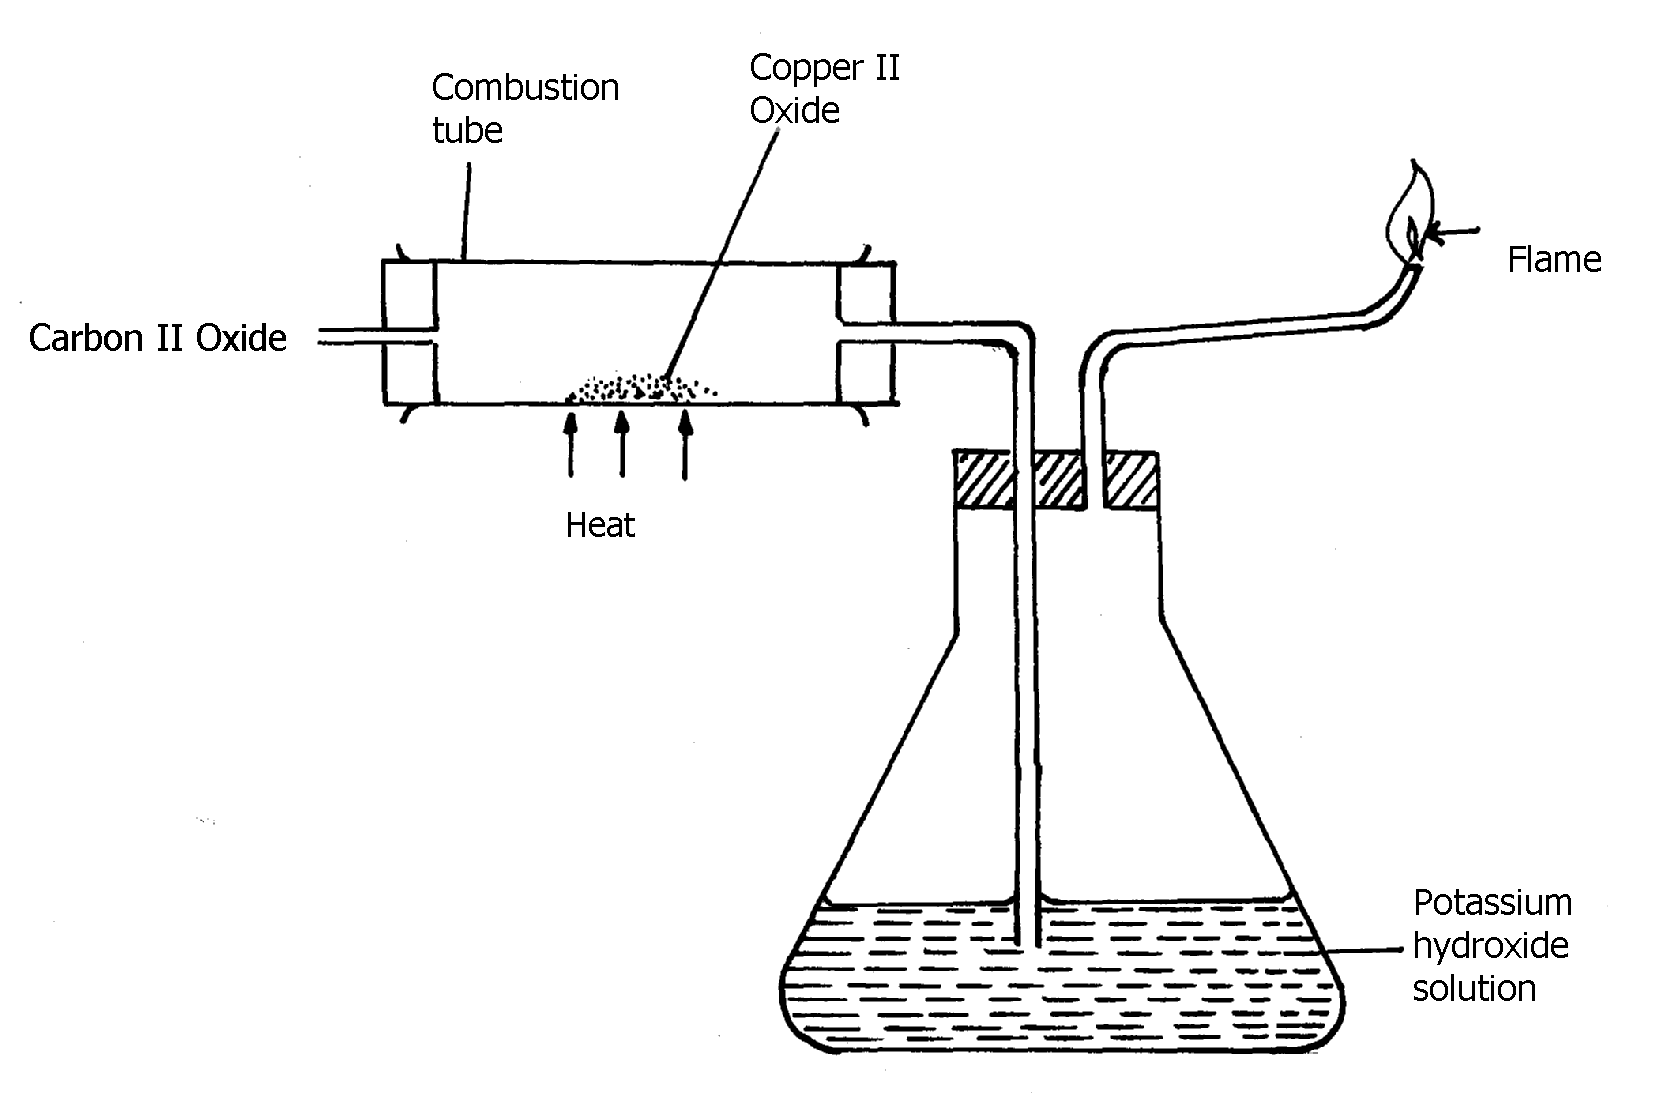 Combustion
tube
Copper II
Oxide
Flame
Carbon II Oxide
Heat
Potassium
hydroxide
solution